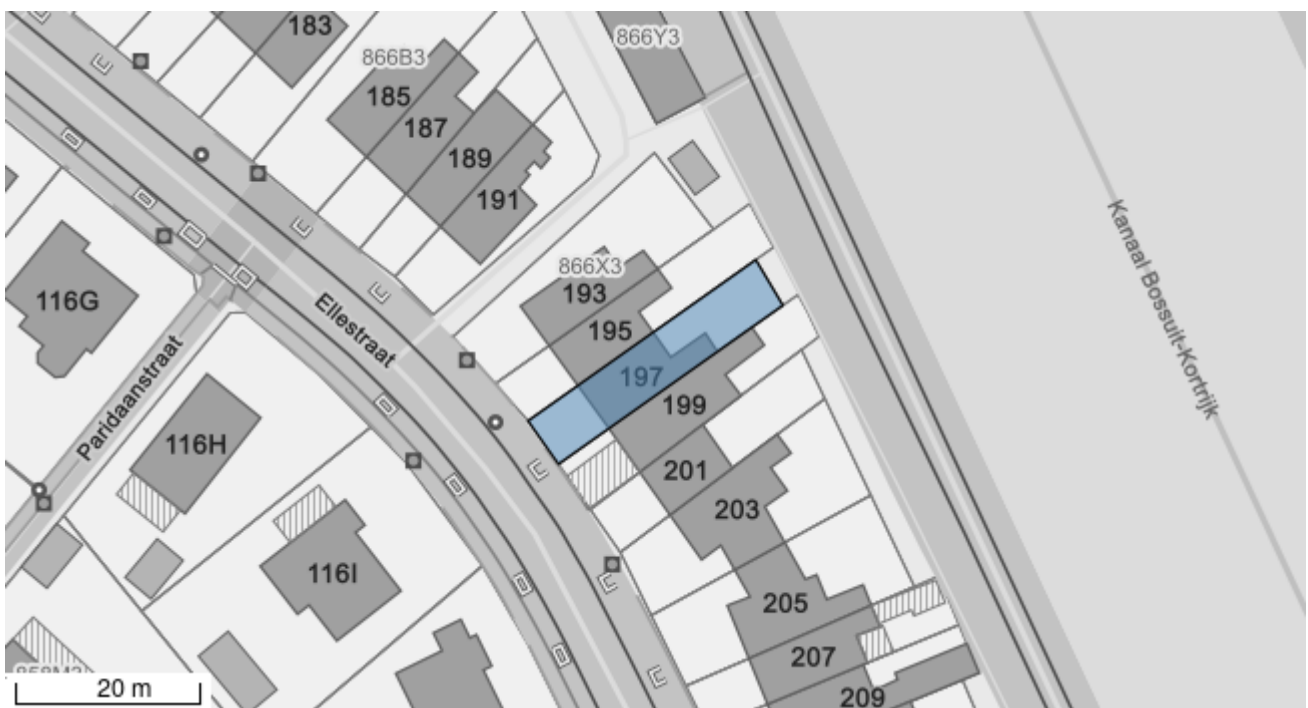 183
866Y3
866B3
185
187
189
191
Kanaal Bossuit-Kortrijk
866X3
193
116G
Ellestraat
195
Paridaanstraat
197
199
116H
201
203
116I
205
207
858M3
20 m
209